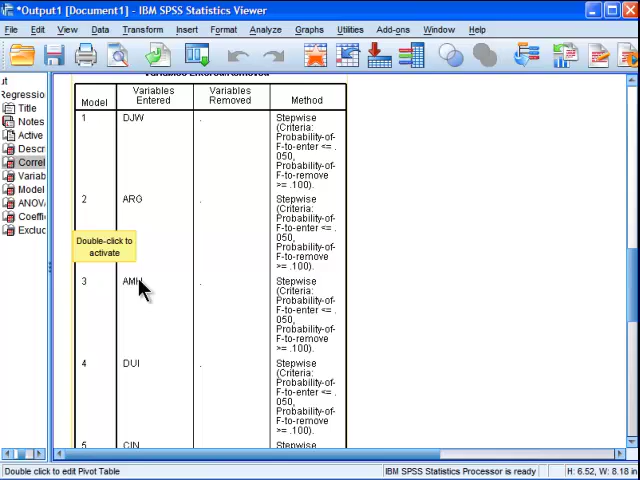 *Output1 [Document1] - IBM SPSS Statistics Viewer
File Edit View Data Transform Insert Format Analyze Graphs Utilities Add-ons Window Help
Regressio
Title
Notes
Active
Descr
Correl
Variab
Model
ANOV
Coeffi
Exclud
Variables Entered/Removed
Model
Variables
Entered
Variables
Removed
Method
1 DJW .
Stepwise
(Criteria:
Probability-of-
F-to-enter <= .
050,
Probability-of-
F-to-remove
>= .100).
2 ARG .
Stepwise
(Criteria:
Probability-of-
F-to-enter <= .
050,
Probability-of-
F-to-remove
>= .100).
Double-click to
activate
3 AMH .
Stepwise
(Criteria:
Probability-of-
F-to-enter <= .
050,
Probability-of-
F-to-remove
>= .100).
4 DUI .
Stepwise
(Criteria:
Probability-of-
F-to-enter <= .
050,
Probability-of-
F-to-remove
>= .100).
5 CIN . Stepwise
Double click to edit Pivot Table
IBM SPSS Statistics Processor is ready
H: 6.52, W: 8.18 in